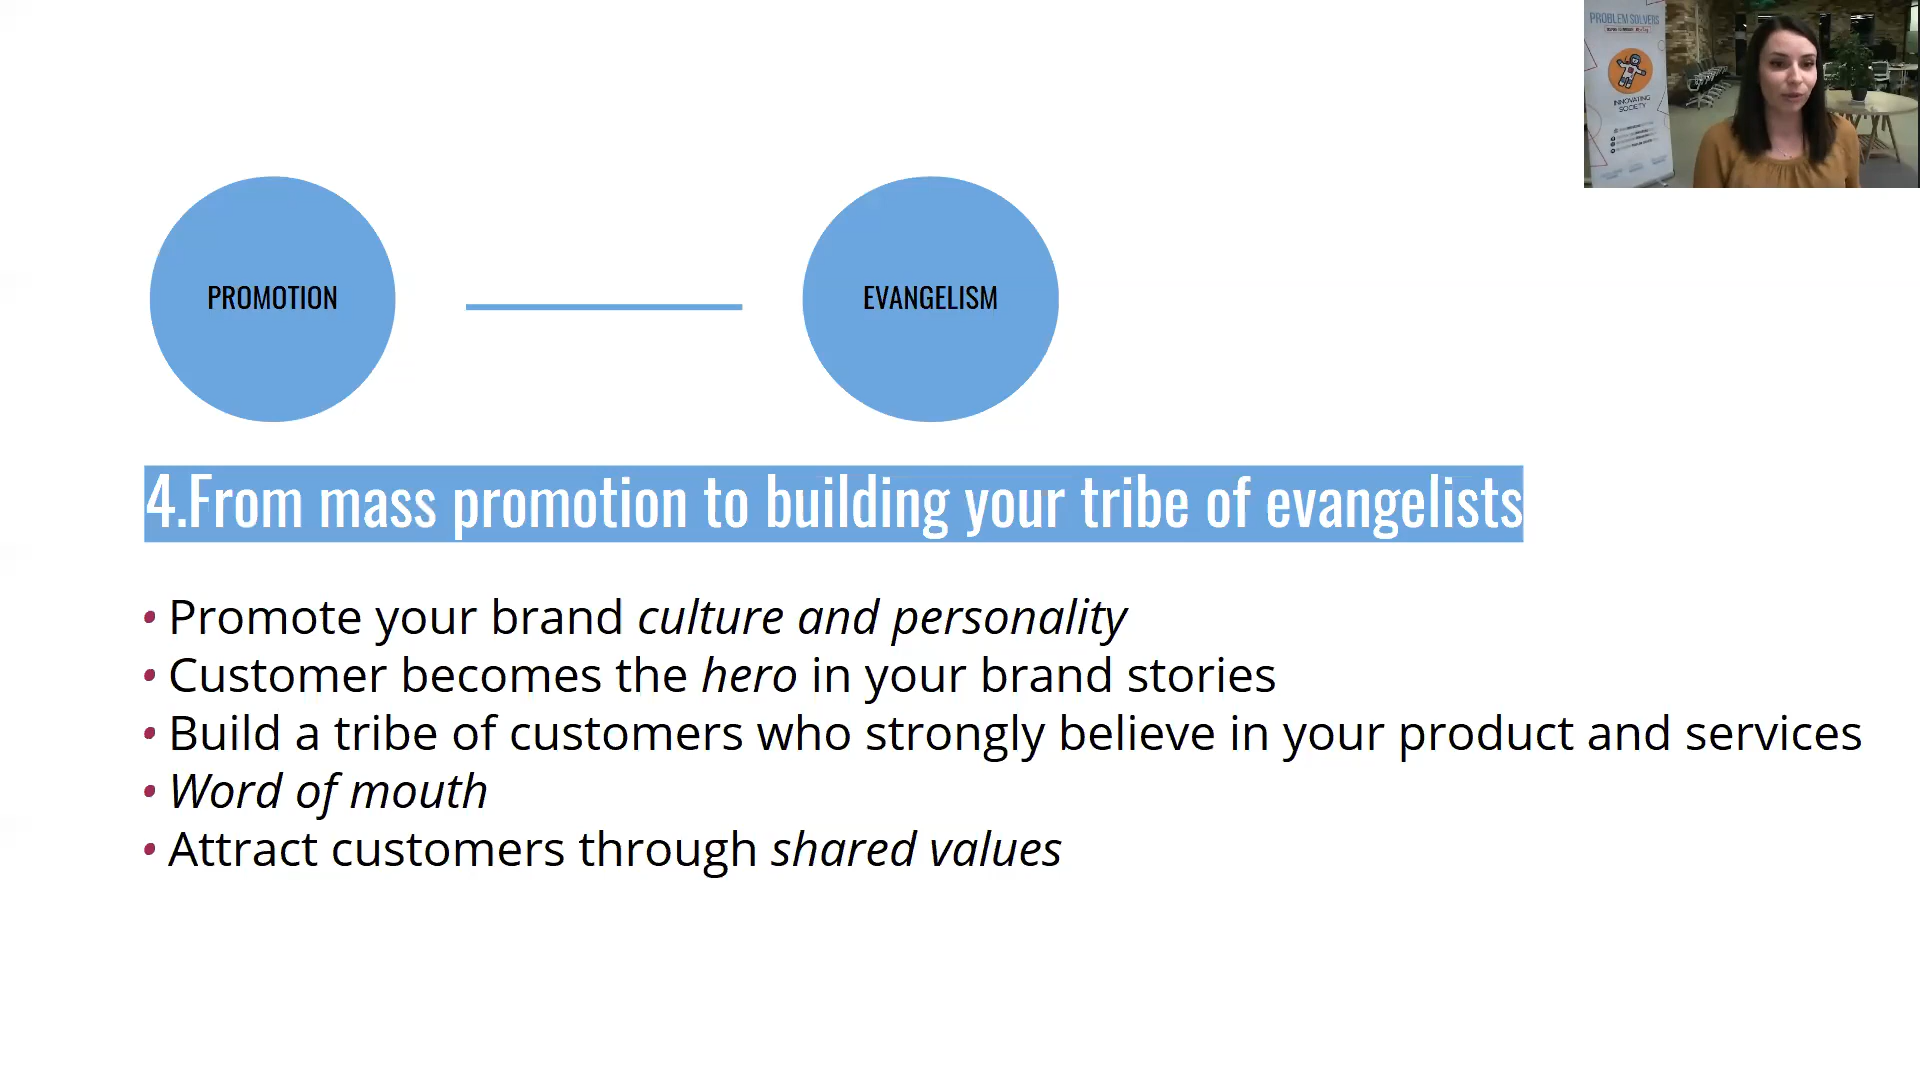 PROBLEM SOLVERS
INNOVATING
SOCIETY
PROMOTION
EVANGELISM
4.From mass promotion to building your tribe of evangelists
• Promote your brand culture and personality
• Customer becomes the hero in your brand stories
• Build a tribe of customers who strongly believe in your product and services
• Word of mouth
• Attract customers through shared values